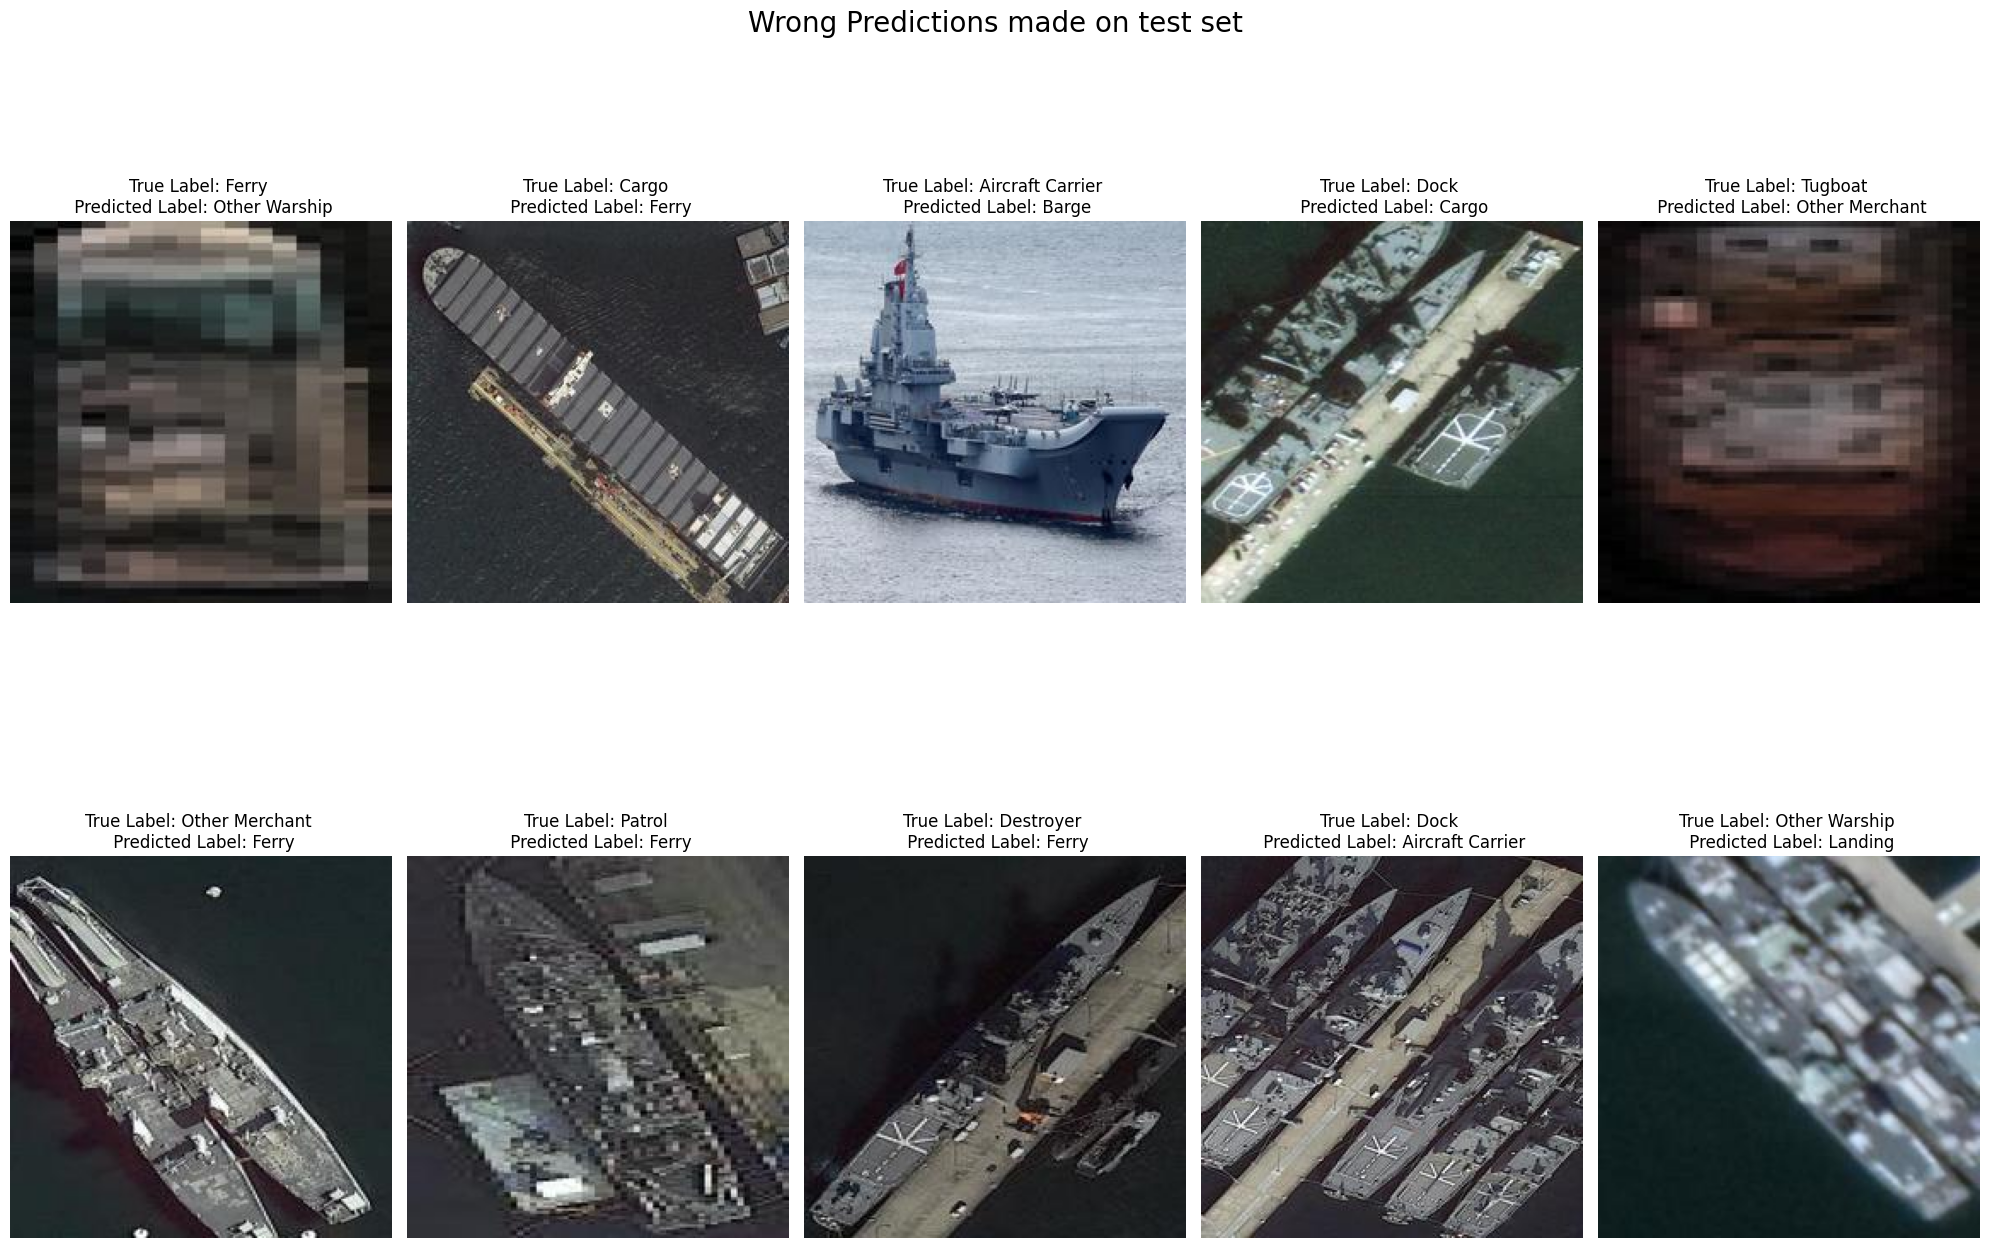 Wrong Predictions made on test set
True Label: Ferry
Predicted Label: Other Warship
True Label: Cargo
Predicted Label: Ferry
True Label: Aircraft Carrier
Predicted Label: Barge
True Label: Dock
Predicted Label: Cargo
True Label: Tugboat
Predicted Label: Other Merchant
True Label: Other Merchant
Predicted Label: Ferry
True Label: Patrol
Predicted Label: Ferry
True Label: Destroyer
Predicted Label: Ferry
True Label: Dock
Predicted Label: Aircraft Carrier
True Label: Other Warship
Predicted Label: Landing